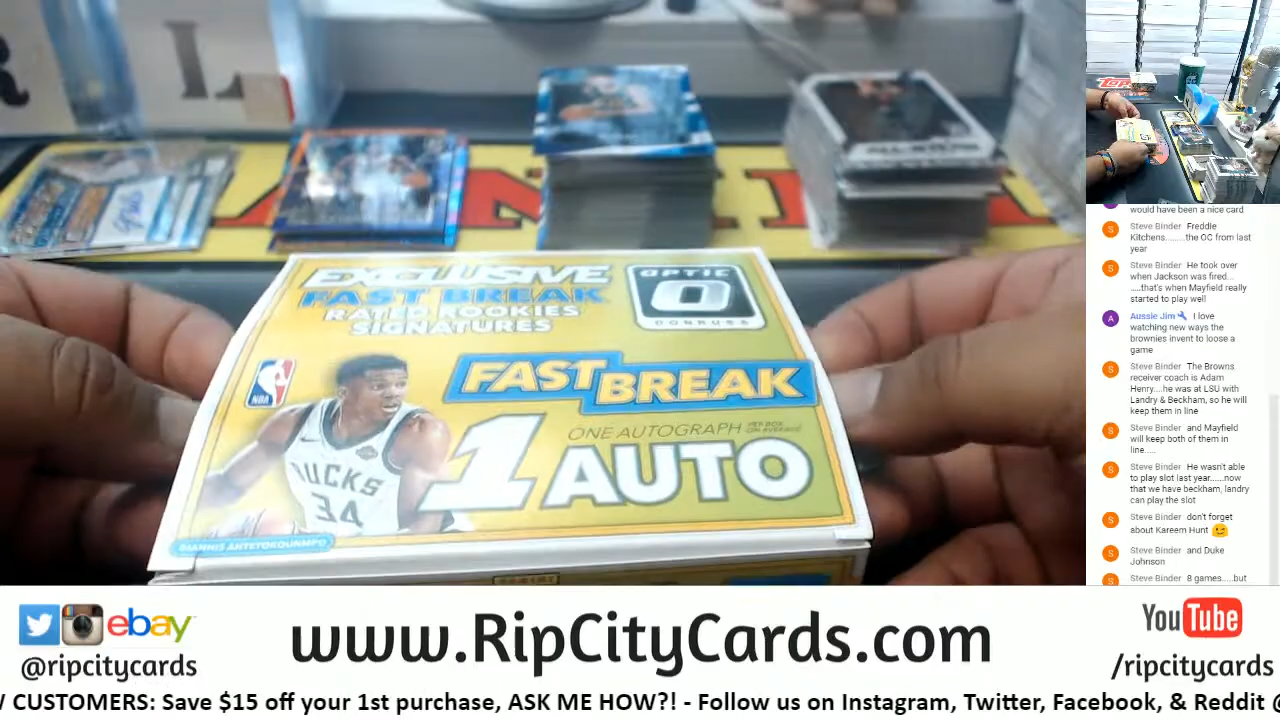 EXCLUSIVE
FAST BREAK
RATED ROOKIES
SIGNATURES
OPTIC
DONRUSS
NBA
FAST BREAK
1
ONE AUTOGRAPH PER BOX
ON AVERAGE
AUTO
BUCKS
34
GIANNIS ANTETOKOUNMPO
PANINI
would have been a nice card
Steve Binder Freddie
Kitchens.........the OC from last
year
Steve Binder He took over
when Jackson was fired...
.....that's when Mayfield really
started to play well
Aussie Jim I love
watching new ways the
brownies invent to loose a
game
Steve Binder The Browns
receiver coach is Adam
Henry....he was at LSU with
Landry & Beckham, so he will
keep them in line
Steve Binder and Mayfield
will keep both of them in
line.....
Steve Binder He wasn't able
to play slot last year......now
that we have beckham, landry
can play the slot
Steve Binder don't forget
about Kareem Hunt 😉
Steve Binder and Duke
Johnson
Steve Binder 8 games.....but
ebay
@ripcitycards
www.RipCityCards.com
YouTube
/ripcitycards
W CUSTOMERS: Save $15 off your 1st purchase, ASK ME HOW?! - Follow us on Instagram, Twitter, Facebook, & Reddit @